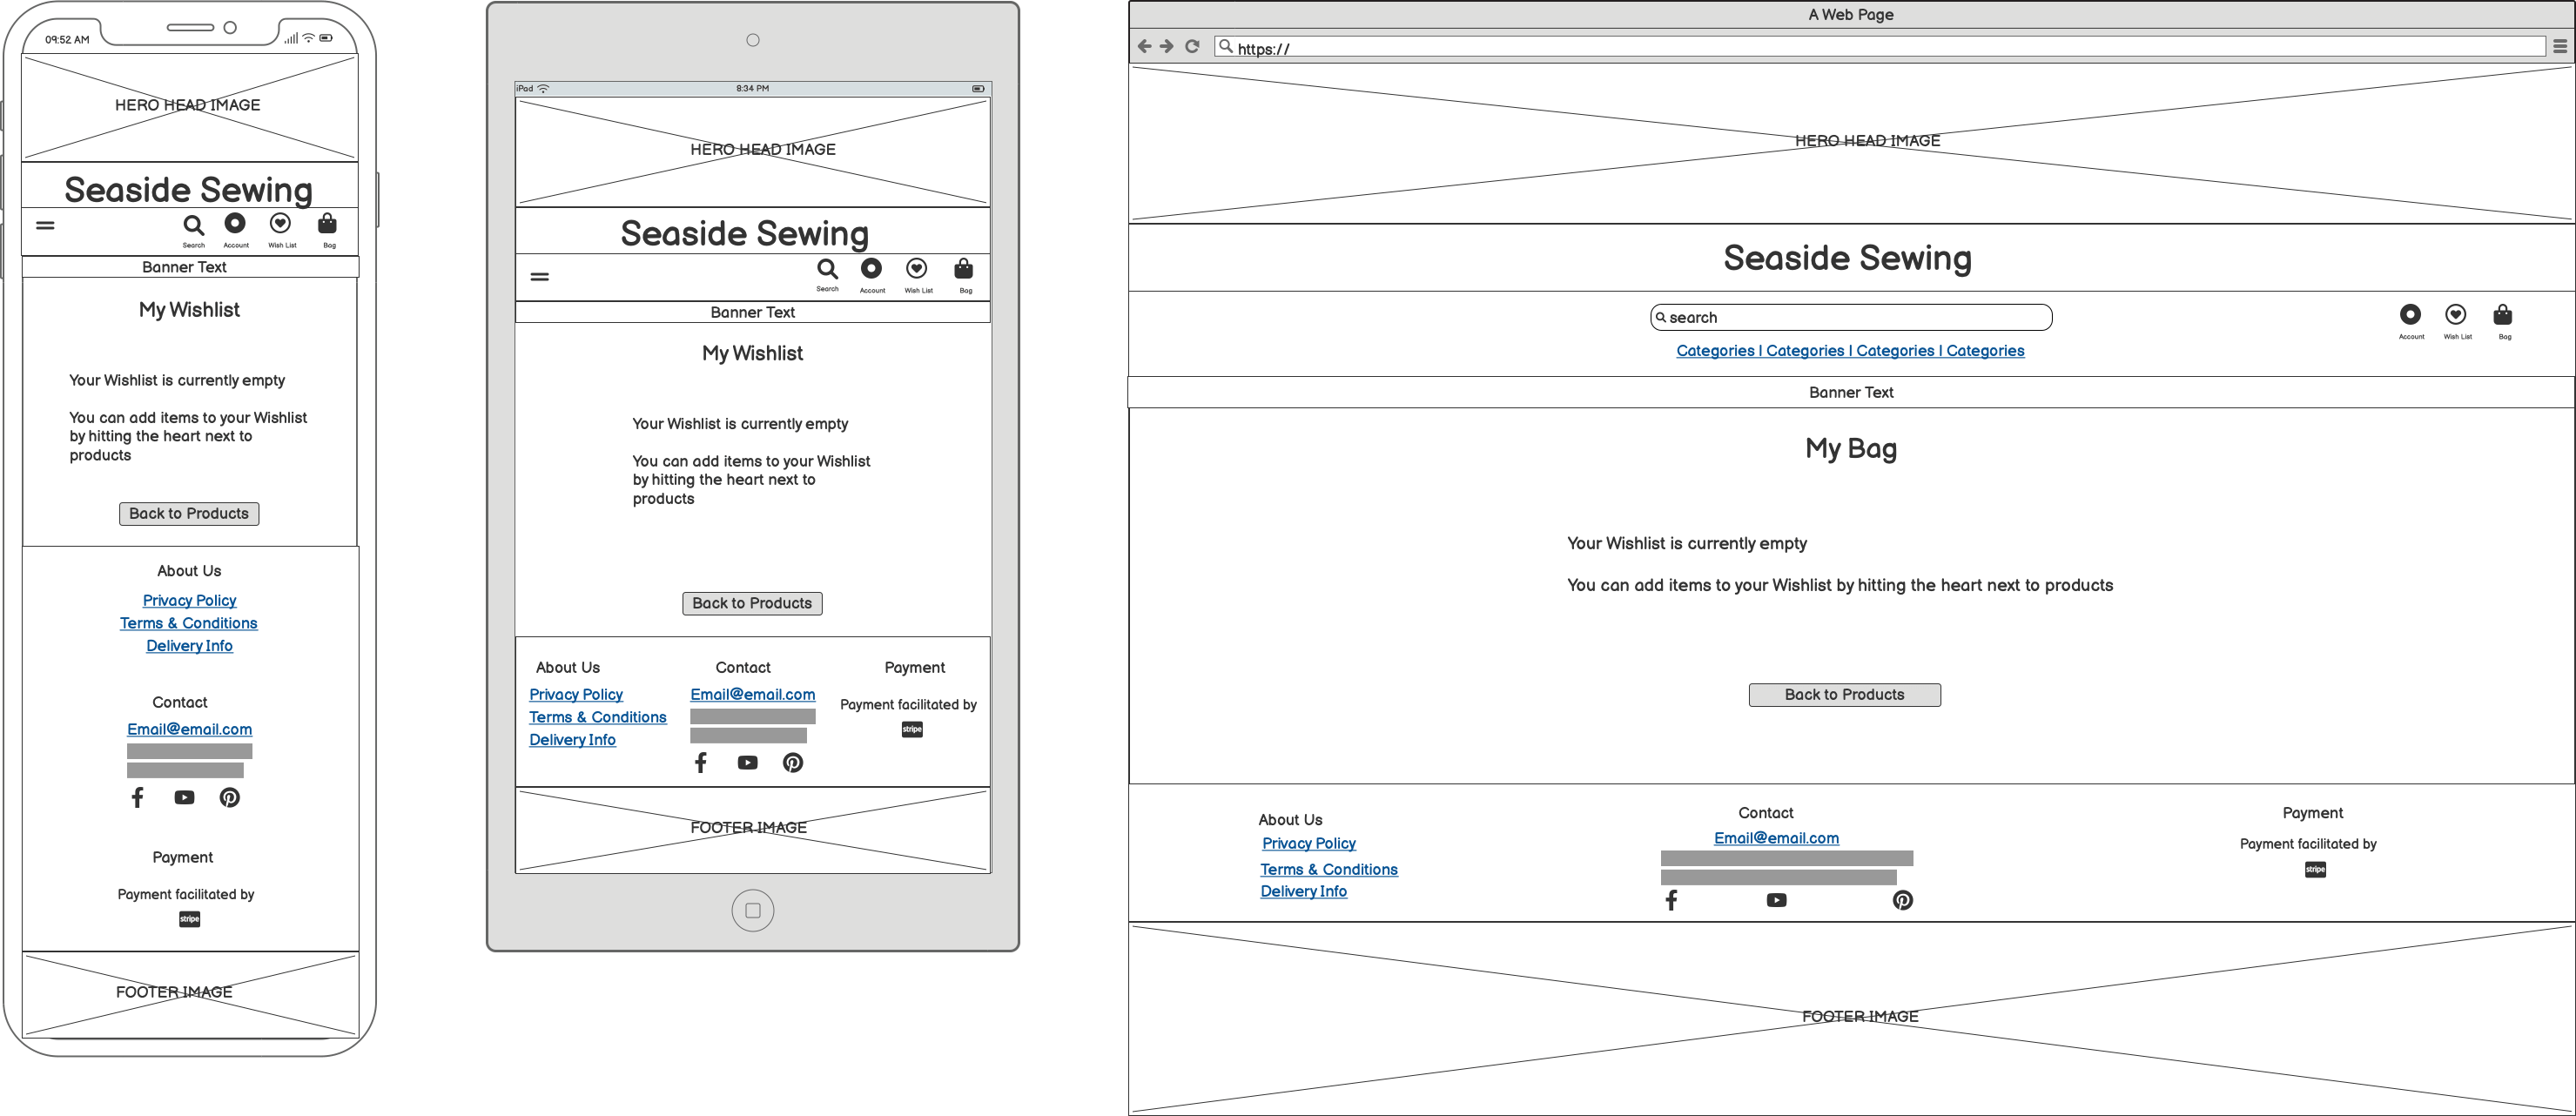 09:52 AM
HERO HEAD IMAGE
Seaside Sewing
Search Account Wish List Bag
Banner Text
My Wishlist
Your Wishlist is currently empty
You can add items to your Wishlist
by hitting the heart next to
products
Back to Products
About Us
Privacy Policy
Terms & Conditions
Delivery Info
Contact
Email@email.com
Payment
Payment facilitated by
stripe
FOOTER IMAGE
iPad 8:34 PM
HERO HEAD IMAGE
Seaside Sewing
Search Account Wish List Bag
Banner Text
My Wishlist
Your Wishlist is currently empty
You can add items to your Wishlist
by hitting the heart next to
products
Back to Products
About Us Contact Payment
Privacy Policy Email@email.com Payment facilitated by
Terms & Conditions stripe
Delivery Info
FOOTER IMAGE
A Web Page
https://
HERO HEAD IMAGE
Seaside Sewing
search
Account Wish List Bag
Categories | Categories | Categories | Categories
Banner Text
My Bag
Your Wishlist is currently empty
You can add items to your Wishlist by hitting the heart next to products
Back to Products
About Us Contact Payment
Privacy Policy Email@email.com Payment facilitated by
Terms & Conditions stripe
Delivery Info
FOOTER IMAGE